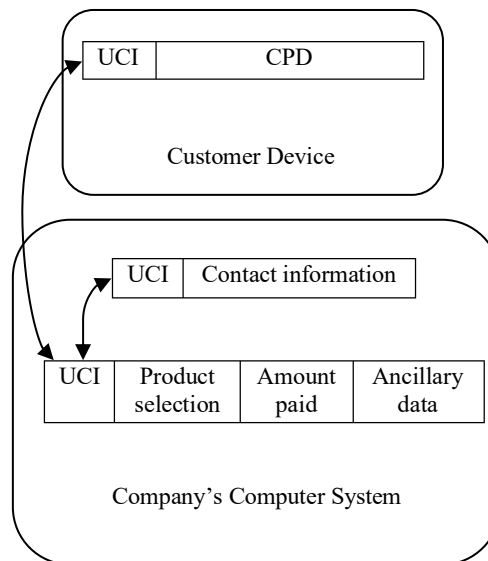 UCI CPD
Customer Device
UCI Contact information
UCI Product selection Amount paid Ancillary data
Company's Computer System